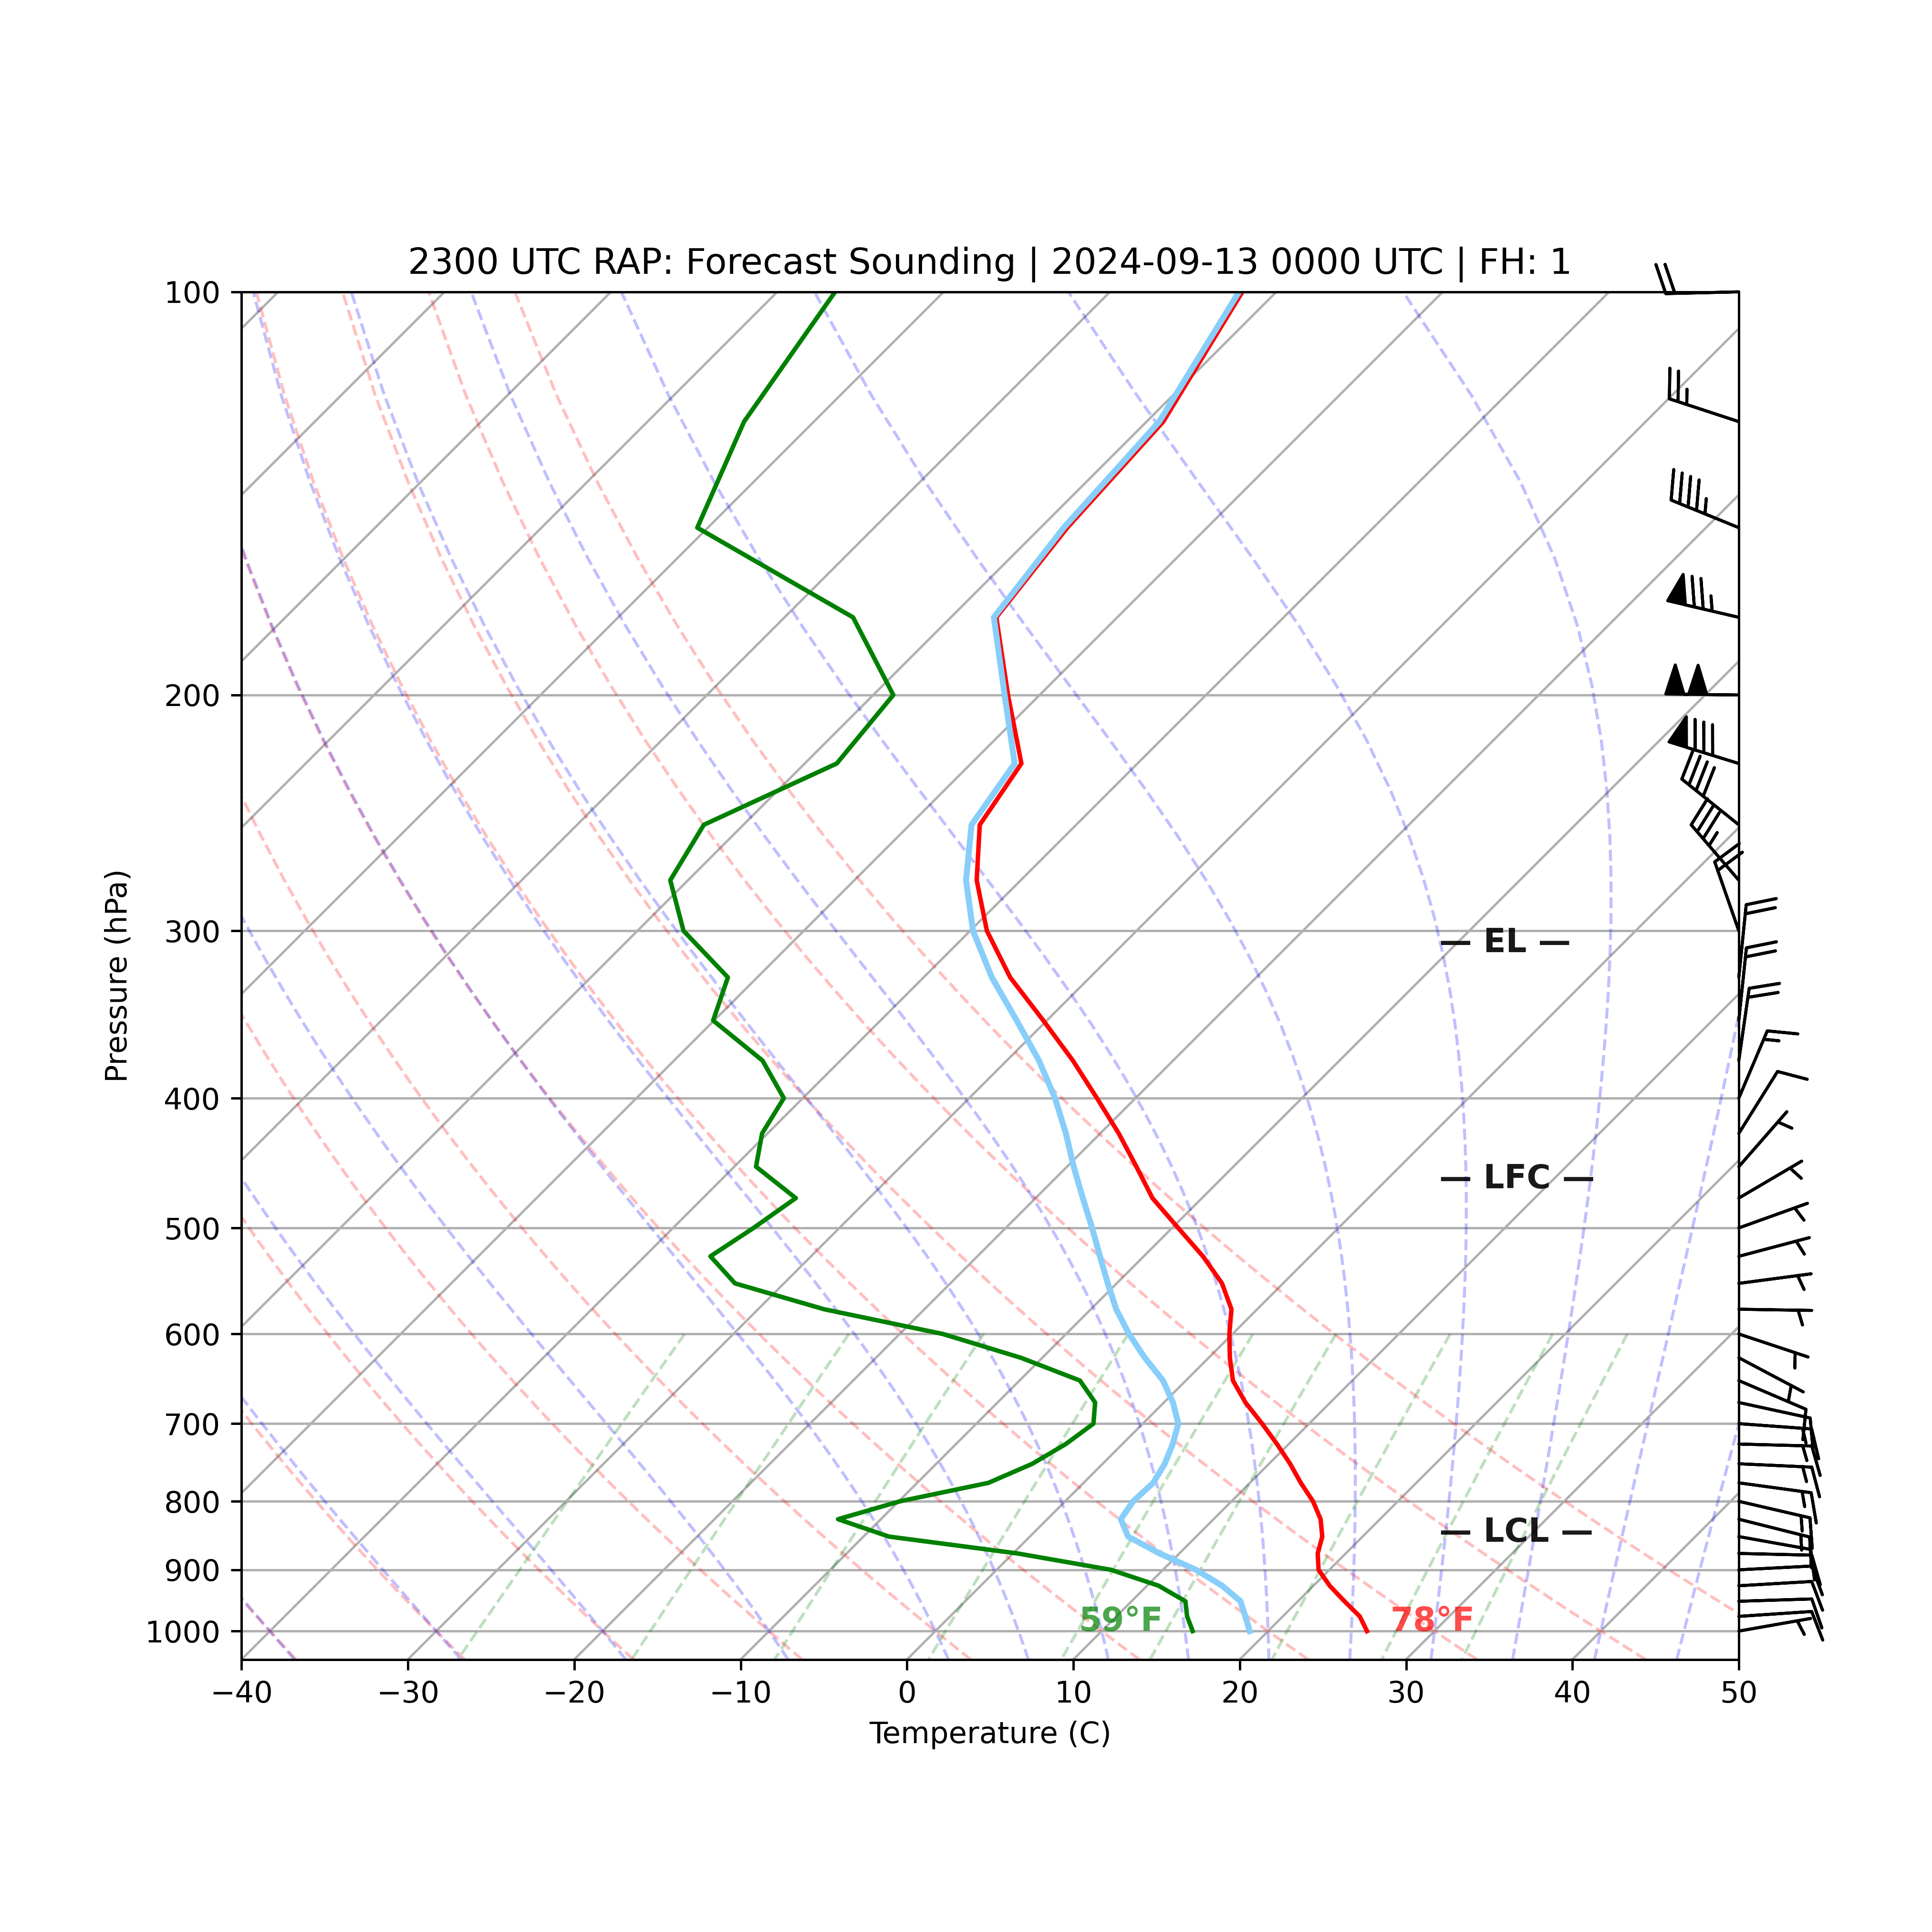 2300 UTC RAP: Forecast Sounding | 2024-09-13 0000 UTC | FH: 1
100
200
300
— EL —
400
— LFC —
500
600
700
800
— LCL —
900
59°F
78°F
1000
Pressure (hPa)
−40 −30 −20 −10 0 10 20 30 40 50
Temperature (C)